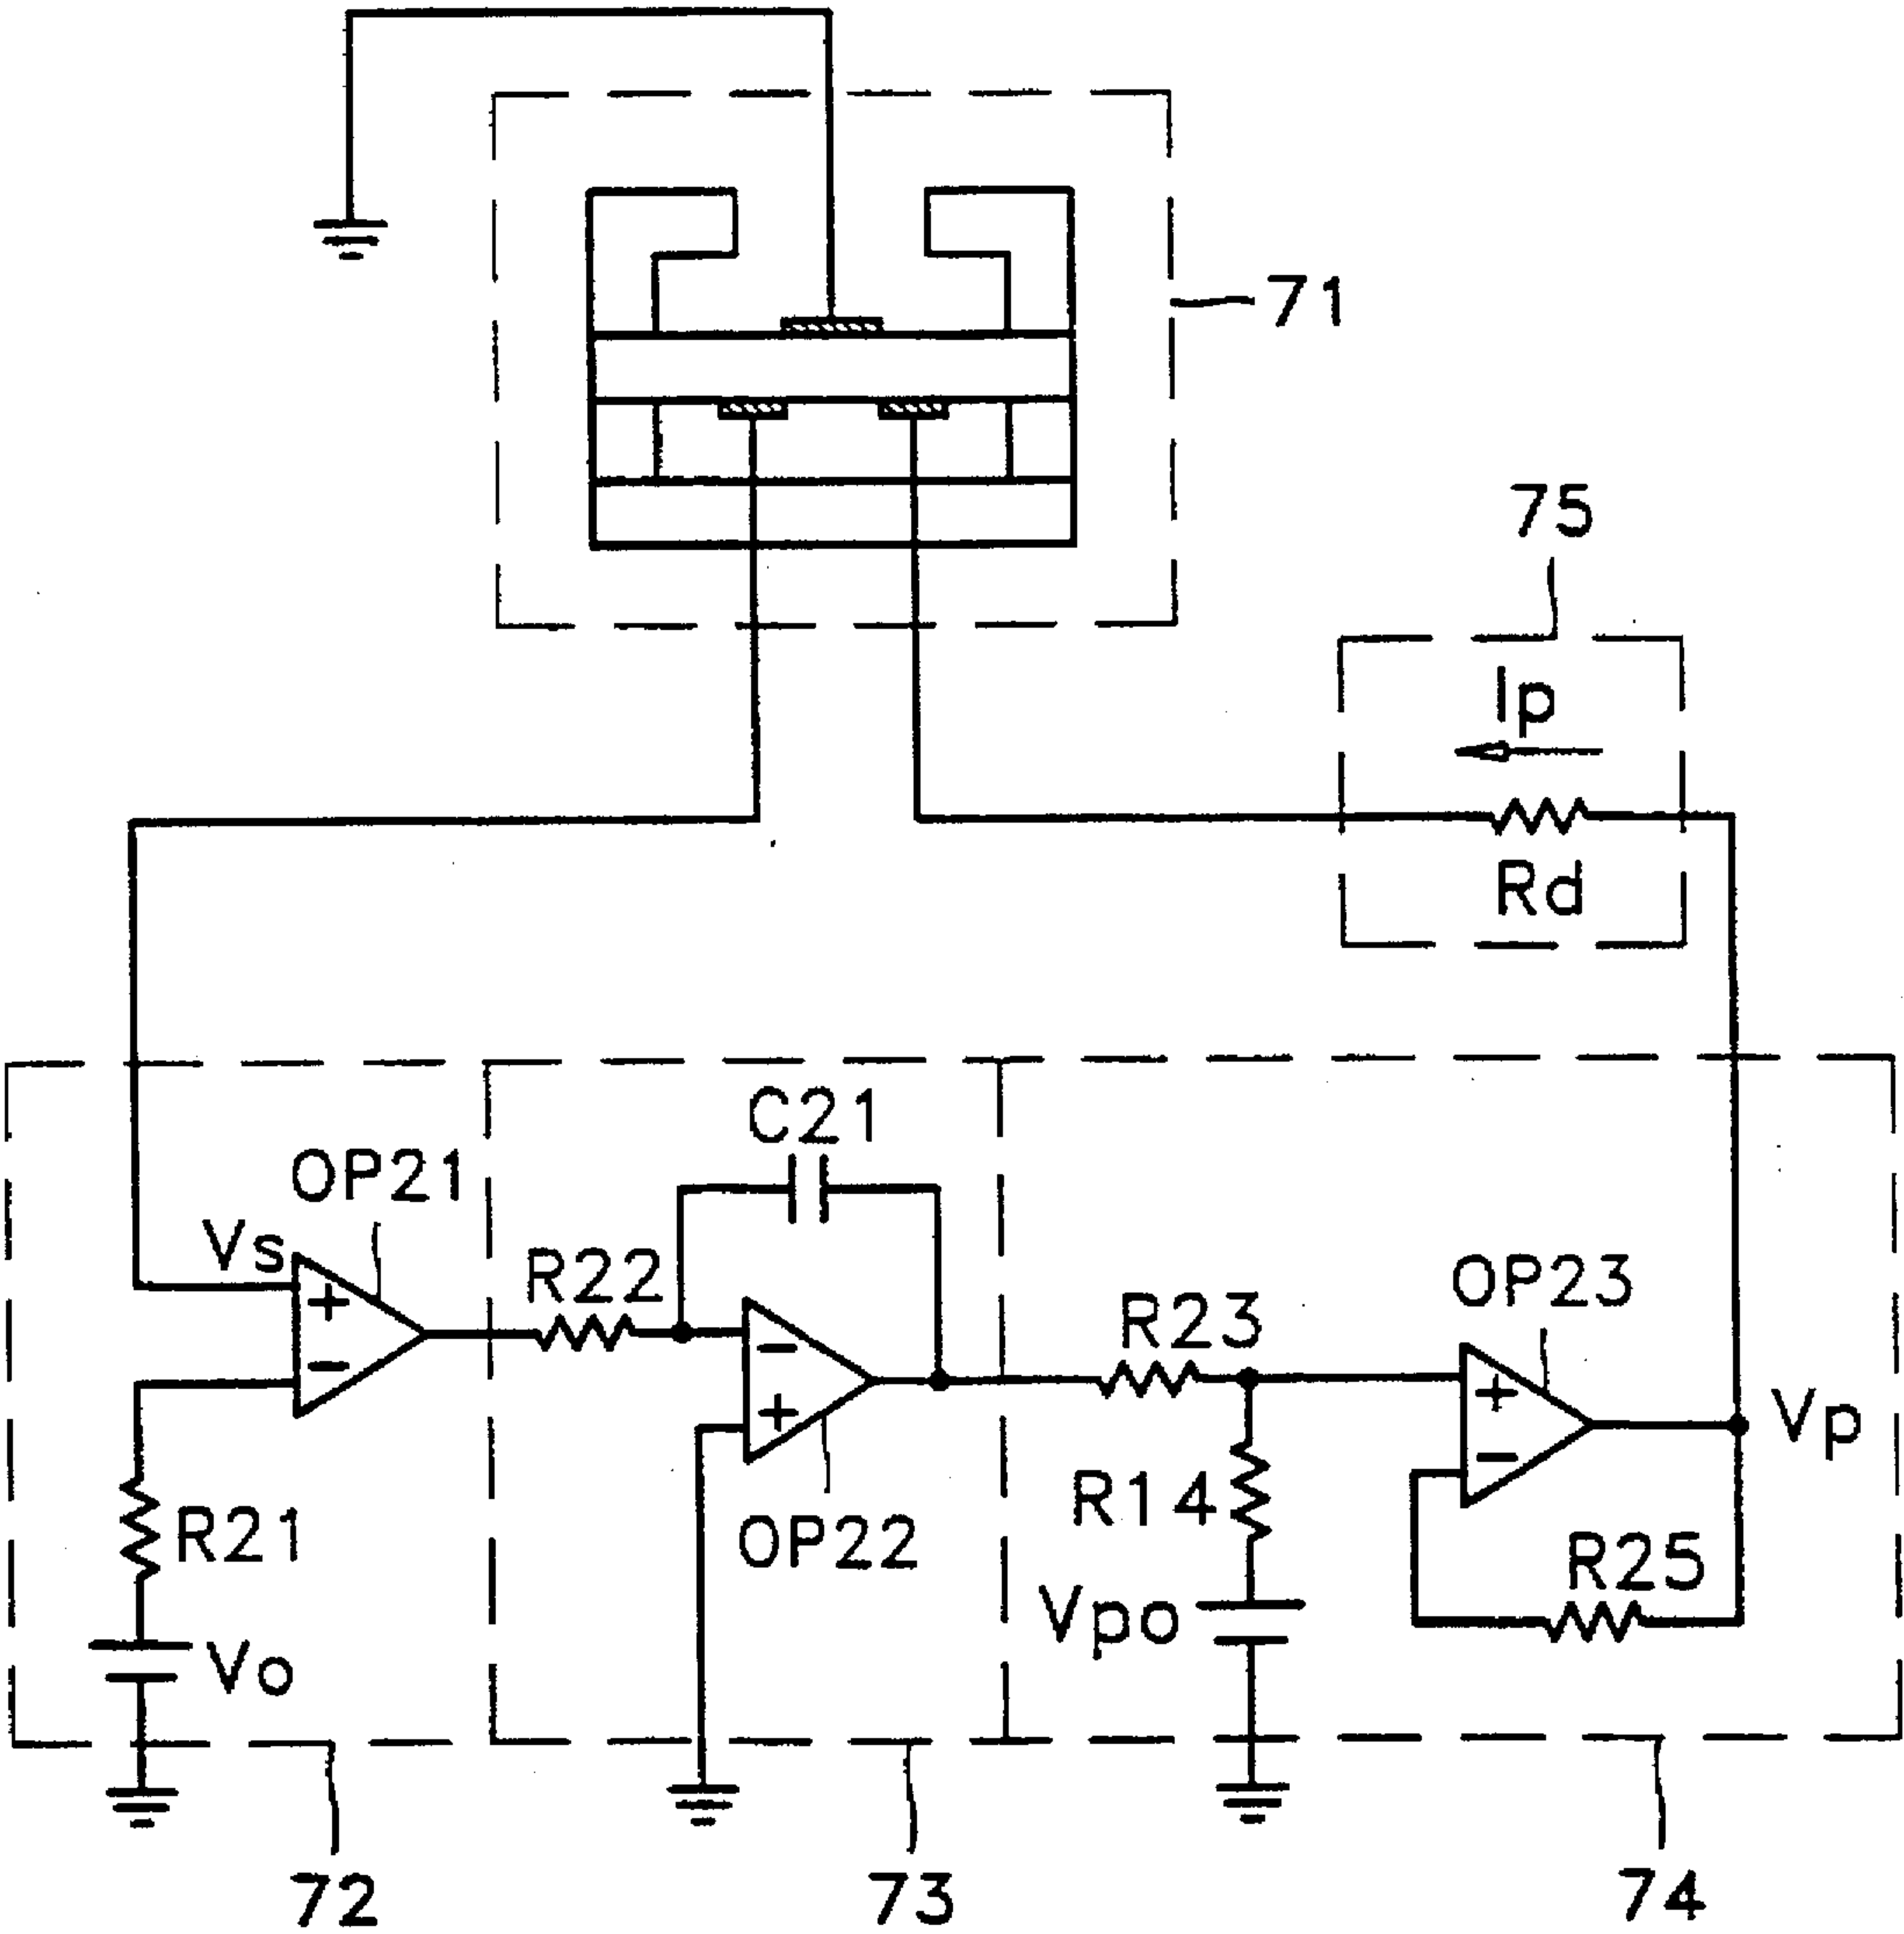 71
75
Ip
Rd
C21
OP21
Vs
R22
OP23
R23
+
−
−
+
+
−
Vp
R14
R21
OP22
R25
Vpo
Vo
72
73
74